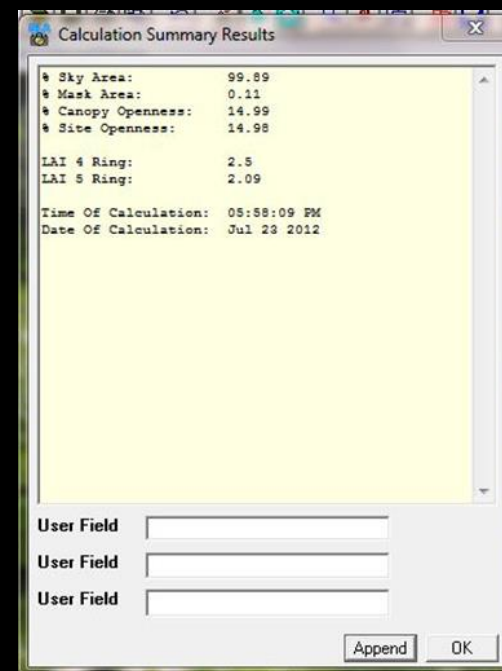 Calculation Summary Results
% Sky Area: 99.89
% Mask Area: 0.11
% Canopy Openness: 14.99
% Site Openness: 14.98
LAI 4 Ring: 2.5
LAI 5 Ring: 2.09
Time Of Calculation: 05:58:09 PM
Date Of Calculation: Jul 23 2012
User Field
User Field
User Field
Append OK